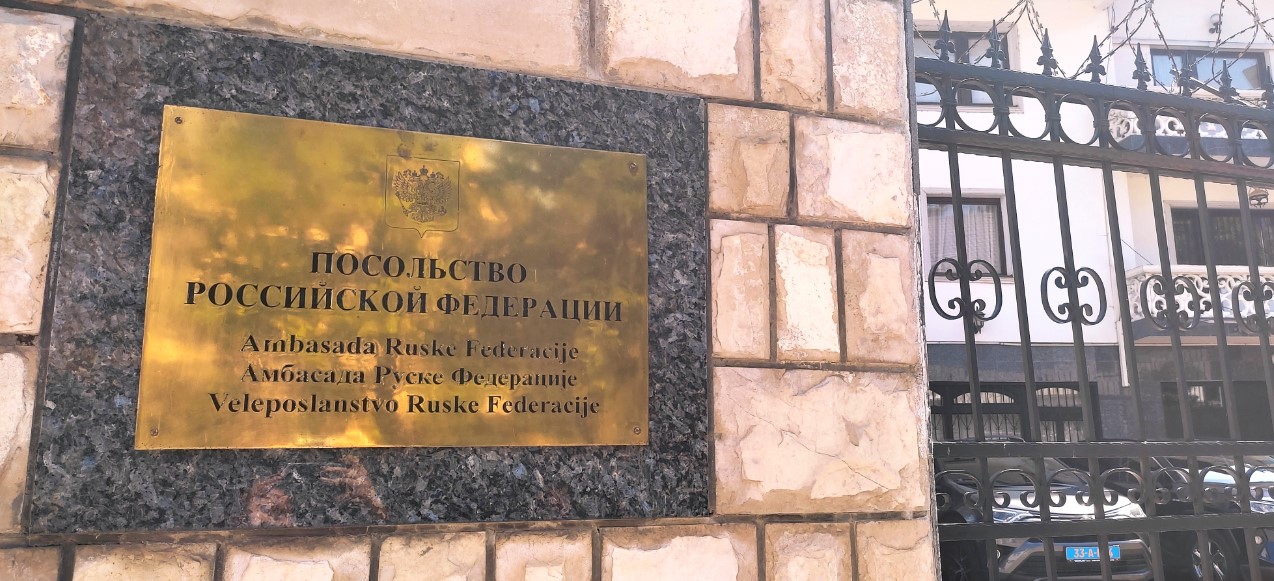 ПОСОЛЬСТВО
РОССИЙСКОЙ ФЕДЕРАЦИИ
Ambasada Ruske Federacije
Амбасада Руске Федерације
Veleposlanstvo Ruske Federacije